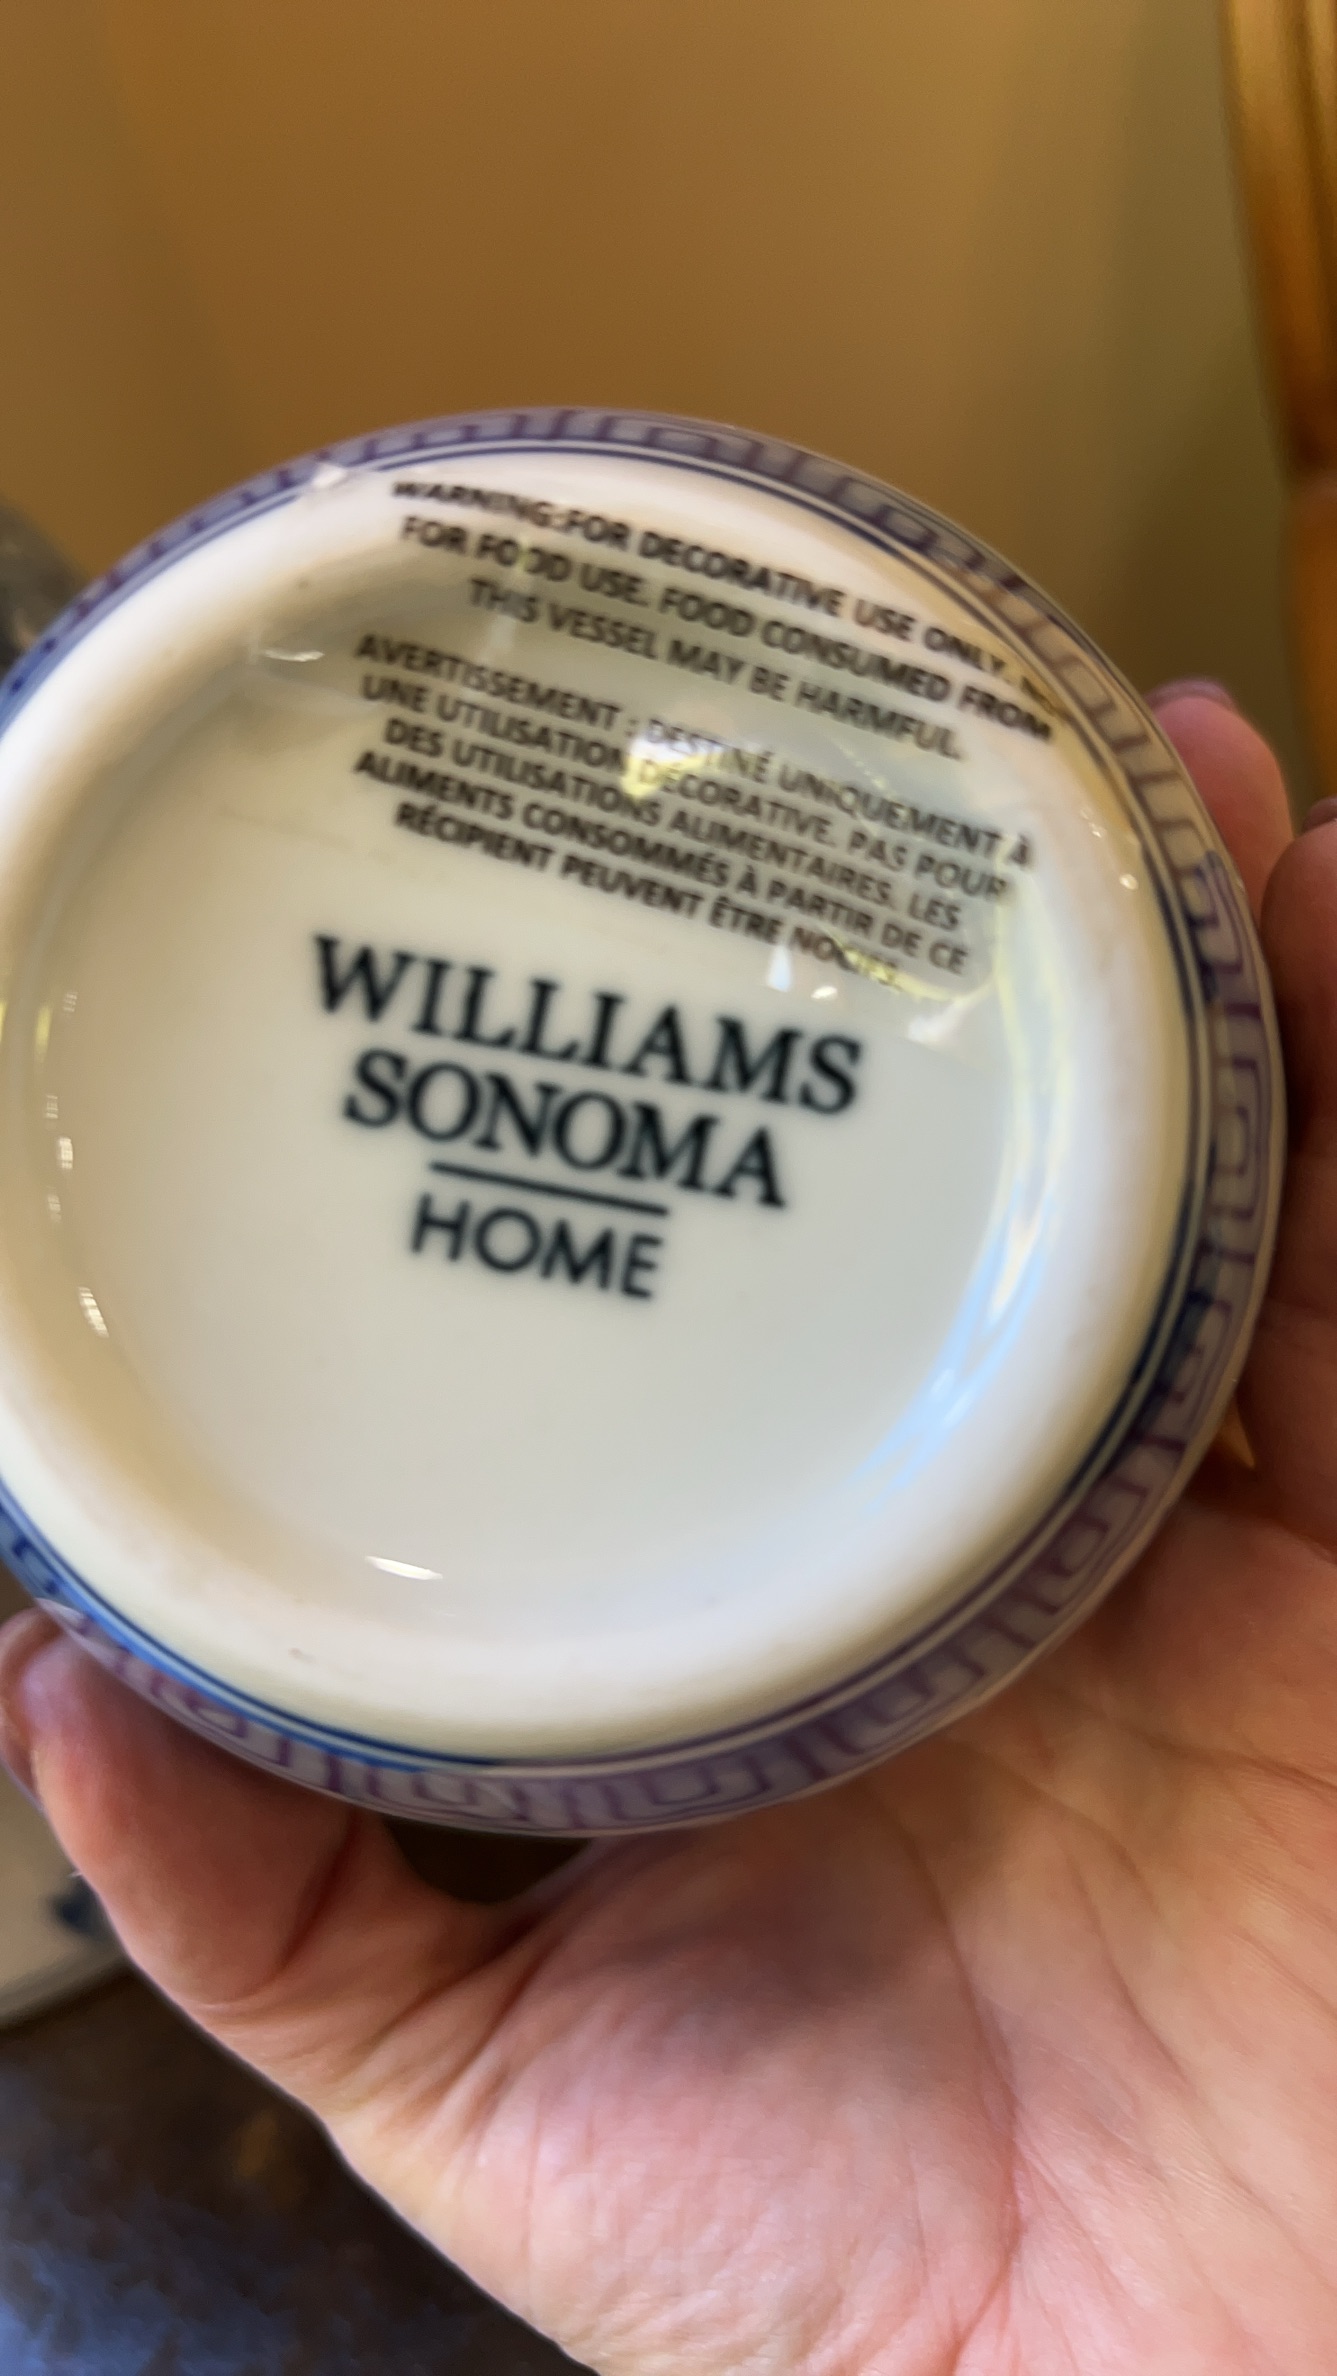 WARNING:FOR DECORATIVE USE ONLY.
FOR FOOD USE. FOOD CONSUMED FROM
THIS VESSEL MAY BE HARMFUL.
AVERTISSEMENT : DESTINÉ UNIQUEMENT À
UNE UTILISATION DÉCORATIVE. PAS POUR
DES UTILISATIONS ALIMENTAIRES. LES
ALIMENTS CONSOMMÉS À PARTIR DE CE
RÉCIPIENT PEUVENT ÊTRE NOCIFS.
WILLIAMS
SONOMA
HOME